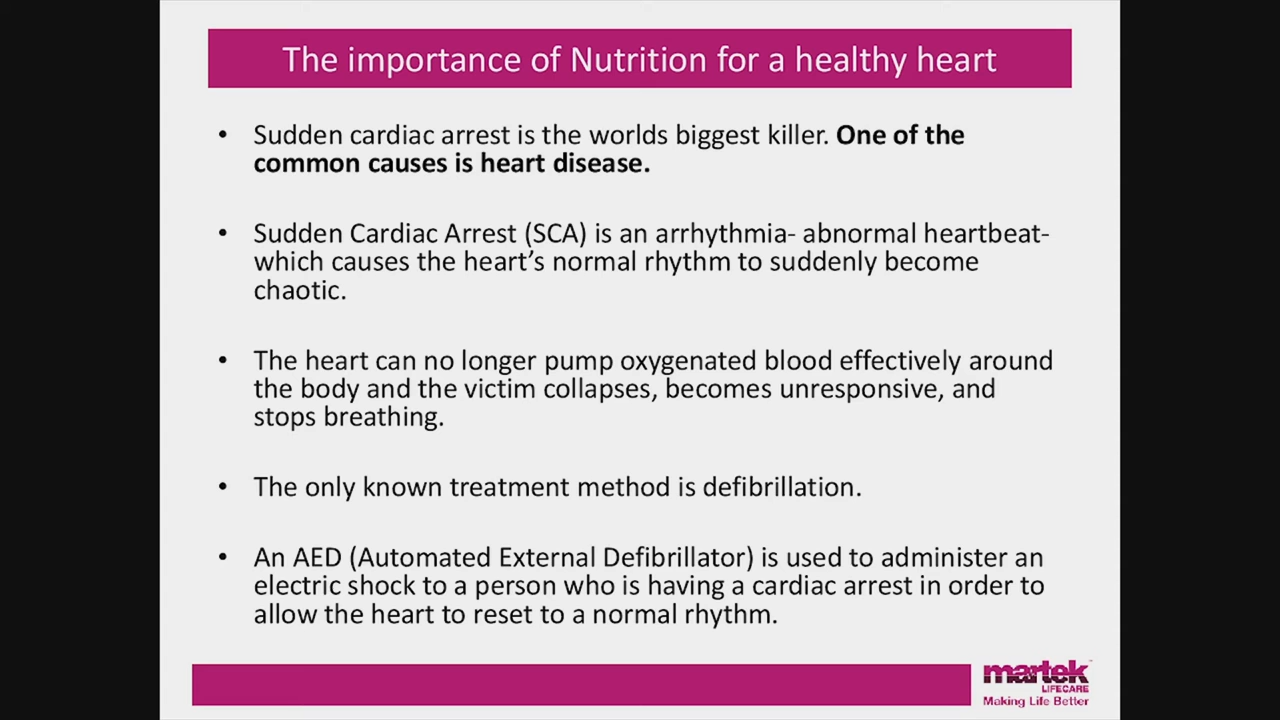 The importance of Nutrition for a healthy heart
• Sudden cardiac arrest is the worlds biggest killer. One of the
common causes is heart disease.
• Sudden Cardiac Arrest (SCA) is an arrhythmia- abnormal heartbeat-
which causes the heart’s normal rhythm to suddenly become
chaotic.
• The heart can no longer pump oxygenated blood effectively around
the body and the victim collapses, becomes unresponsive, and
stops breathing.
• The only known treatment method is defibrillation.
• An AED (Automated External Defibrillator) is used to administer an
electric shock to a person who is having a cardiac arrest in order to
allow the heart to reset to a normal rhythm.
martek
LIFECARE
Making Life Better